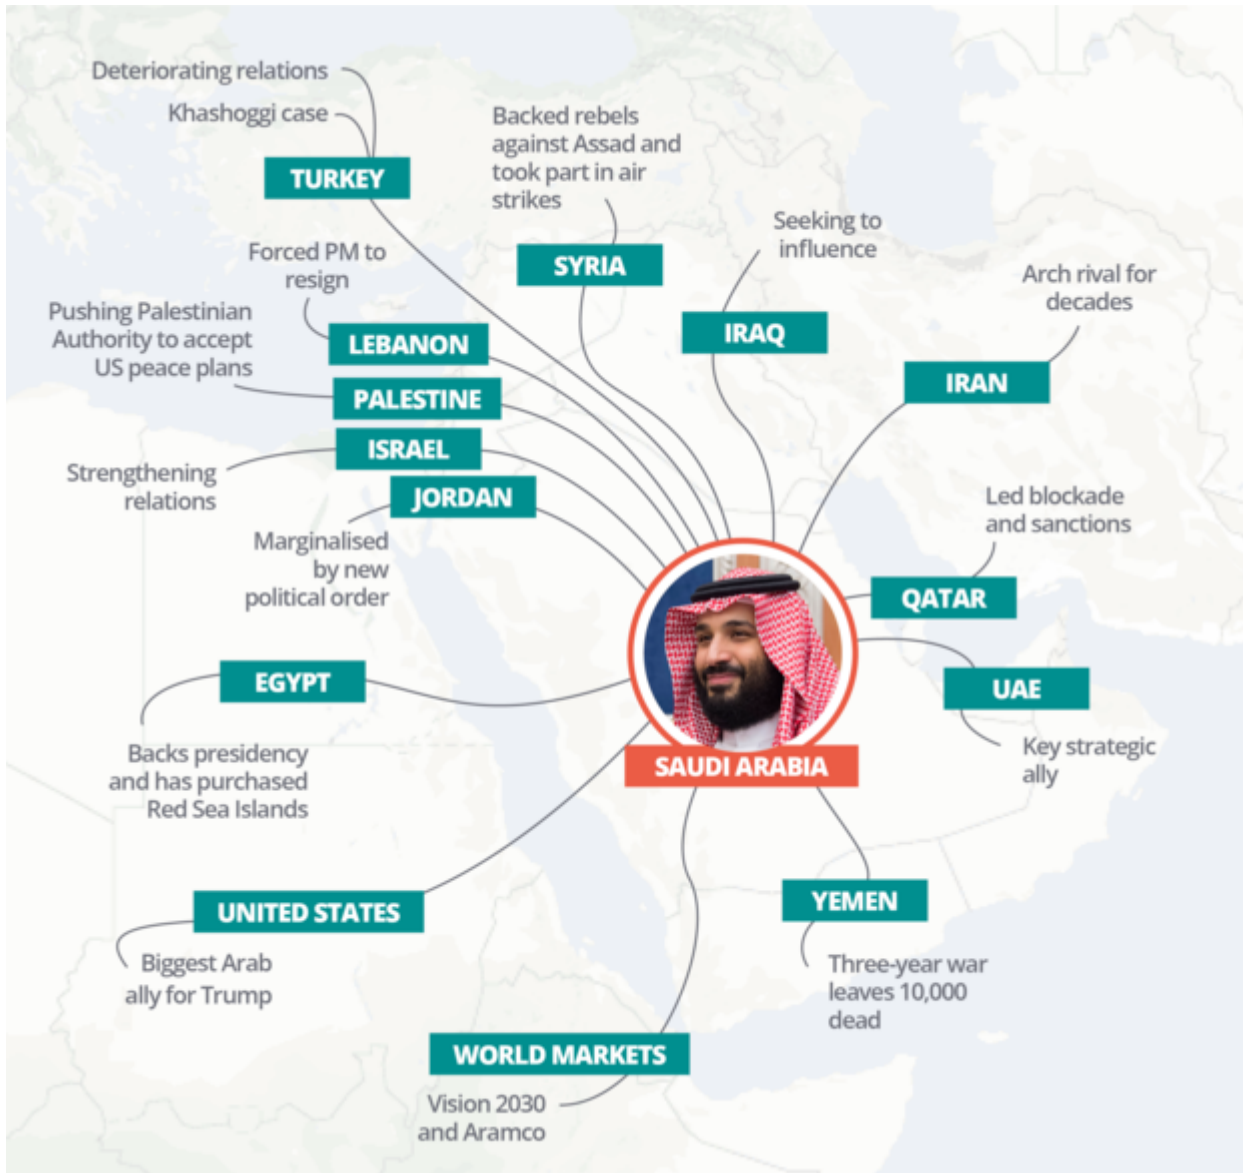 Deteriorating relations
Khashoggi case
TURKEY
Backed rebels
against Assad and
took part in air
strikes
SYRIA
Seeking to
influence
IRAQ
Arch rival for
decades
IRAN
Forced PM to
resign
LEBANON
Pushing Palestinian
Authority to accept
US peace plans
PALESTINE
Strengthening
relations
ISRAEL
JORDAN
Marginalised
by new
political order
Led blockade
and sanctions
QATAR
UAE
Key strategic
ally
EGYPT
Backs presidency
and has purchased
Red Sea Islands
SAUDI ARABIA
UNITED STATES
Biggest Arab
ally for Trump
YEMEN
Three-year war
leaves 10,000
dead
WORLD MARKETS
Vision 2030
and Aramco